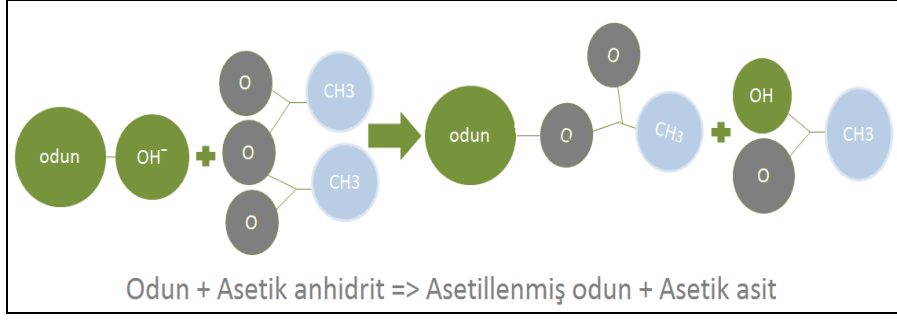 odun
OH⁻
O
O
O
CH3
CH3
odun
O
O
CH₃
OH
O
CH3
Odun + Asetik anhidrit => Asetillenmiş odun + Asetik asit